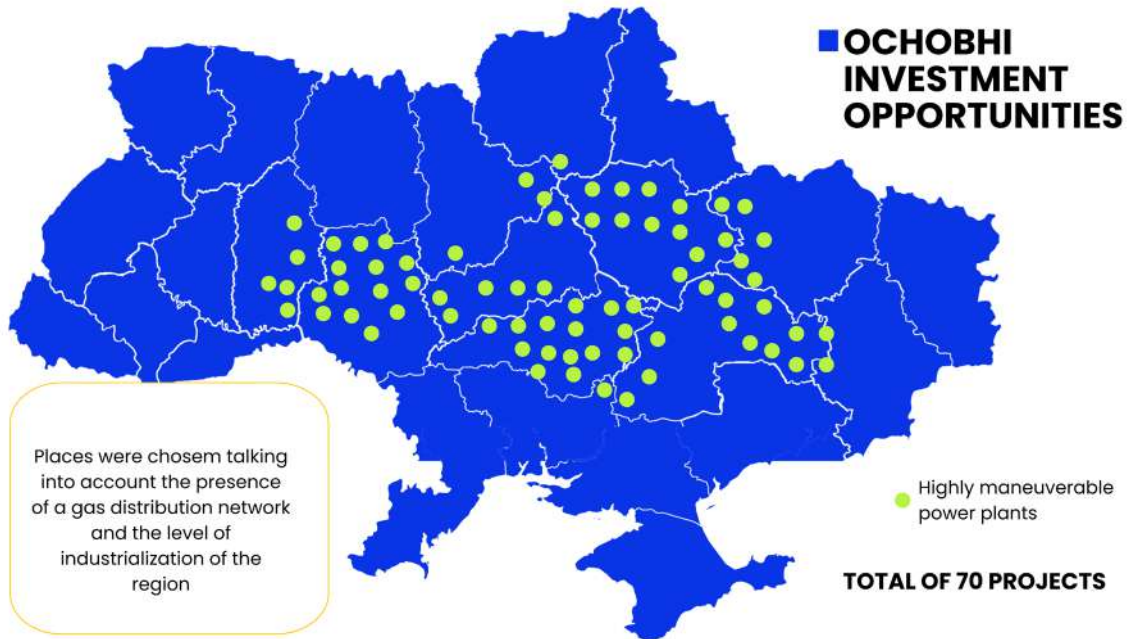 OCHOBHI
INVESTMENT
OPPORTUNITIES
Places were chosem talking
into account the presence
of a gas distribution network
and the level of
industrialization of the
region
Highly maneuverable
power plants
TOTAL OF 70 PROJECTS